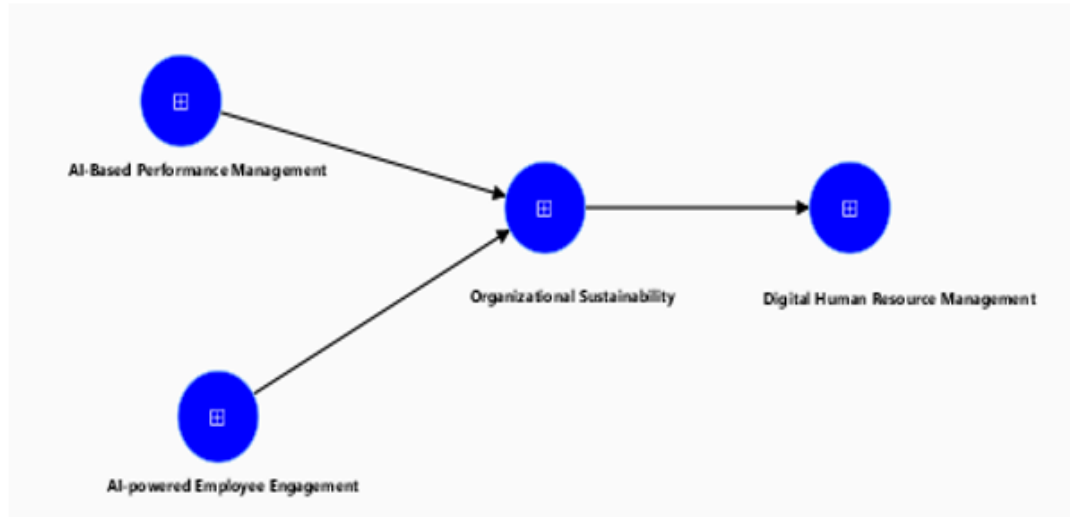 AI-Based Performance Management
Organizational Sustainability
Digital Human Resource Management
AI-powered Employee Engagement